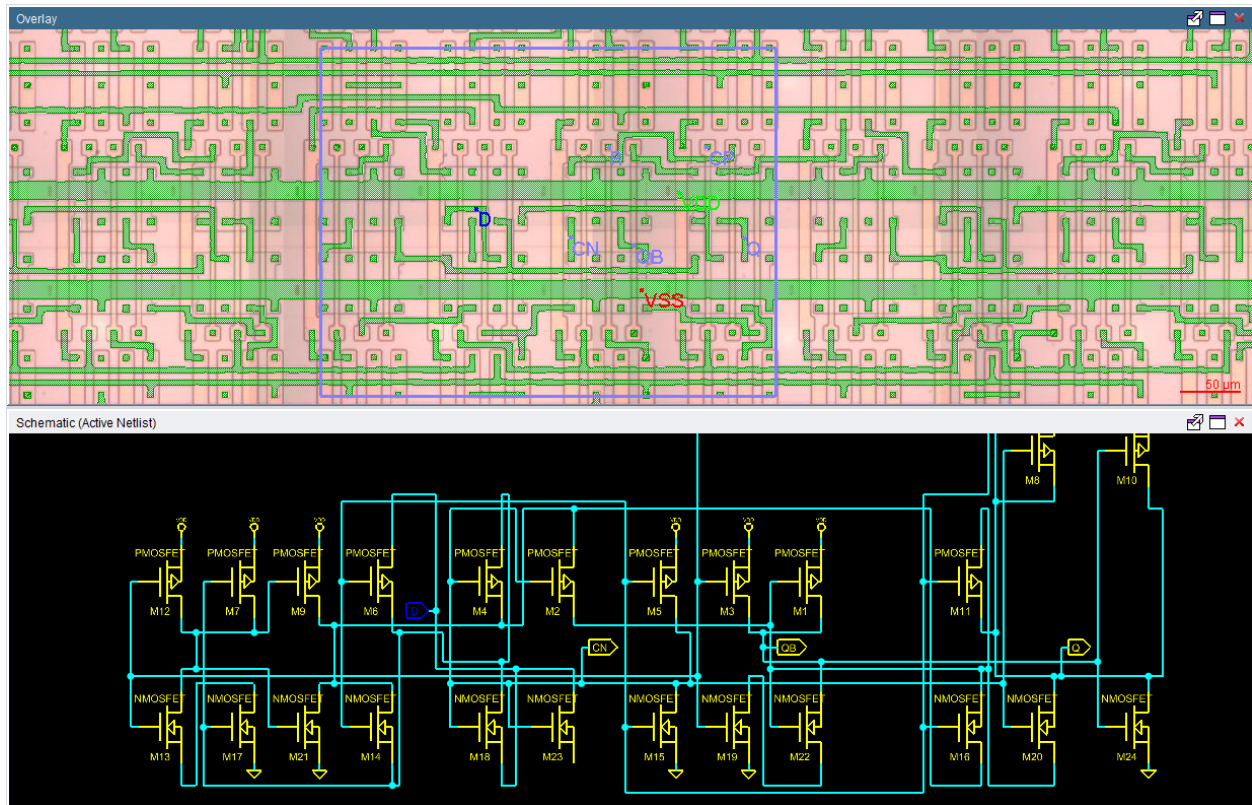 Overlay
R
CP
VDD
D
CN
QB
Q
VSS
50 µm
Schematic (Active Netlist)
M8
M10
PMOSFET
PMOSFET
PMOSFET
PMOSFET
PMOSFET
PMOSFET
PMOSFET
PMOSFET
PMOSFET
PMOSFET
M12
M7
M9
M6
D
M4
M2
M5
M3
M1
M11
CN
QB
Q
NMOSFET
NMOSFET
NMOSFET
NMOSFET
NMOSFET
NMOSFET
NMOSFET
NMOSFET
NMOSFET
NMOSFET
NMOSFET
NMOSFET
M13
M17
M21
M14
M18
M23
M15
M19
M22
M16
M20
M24